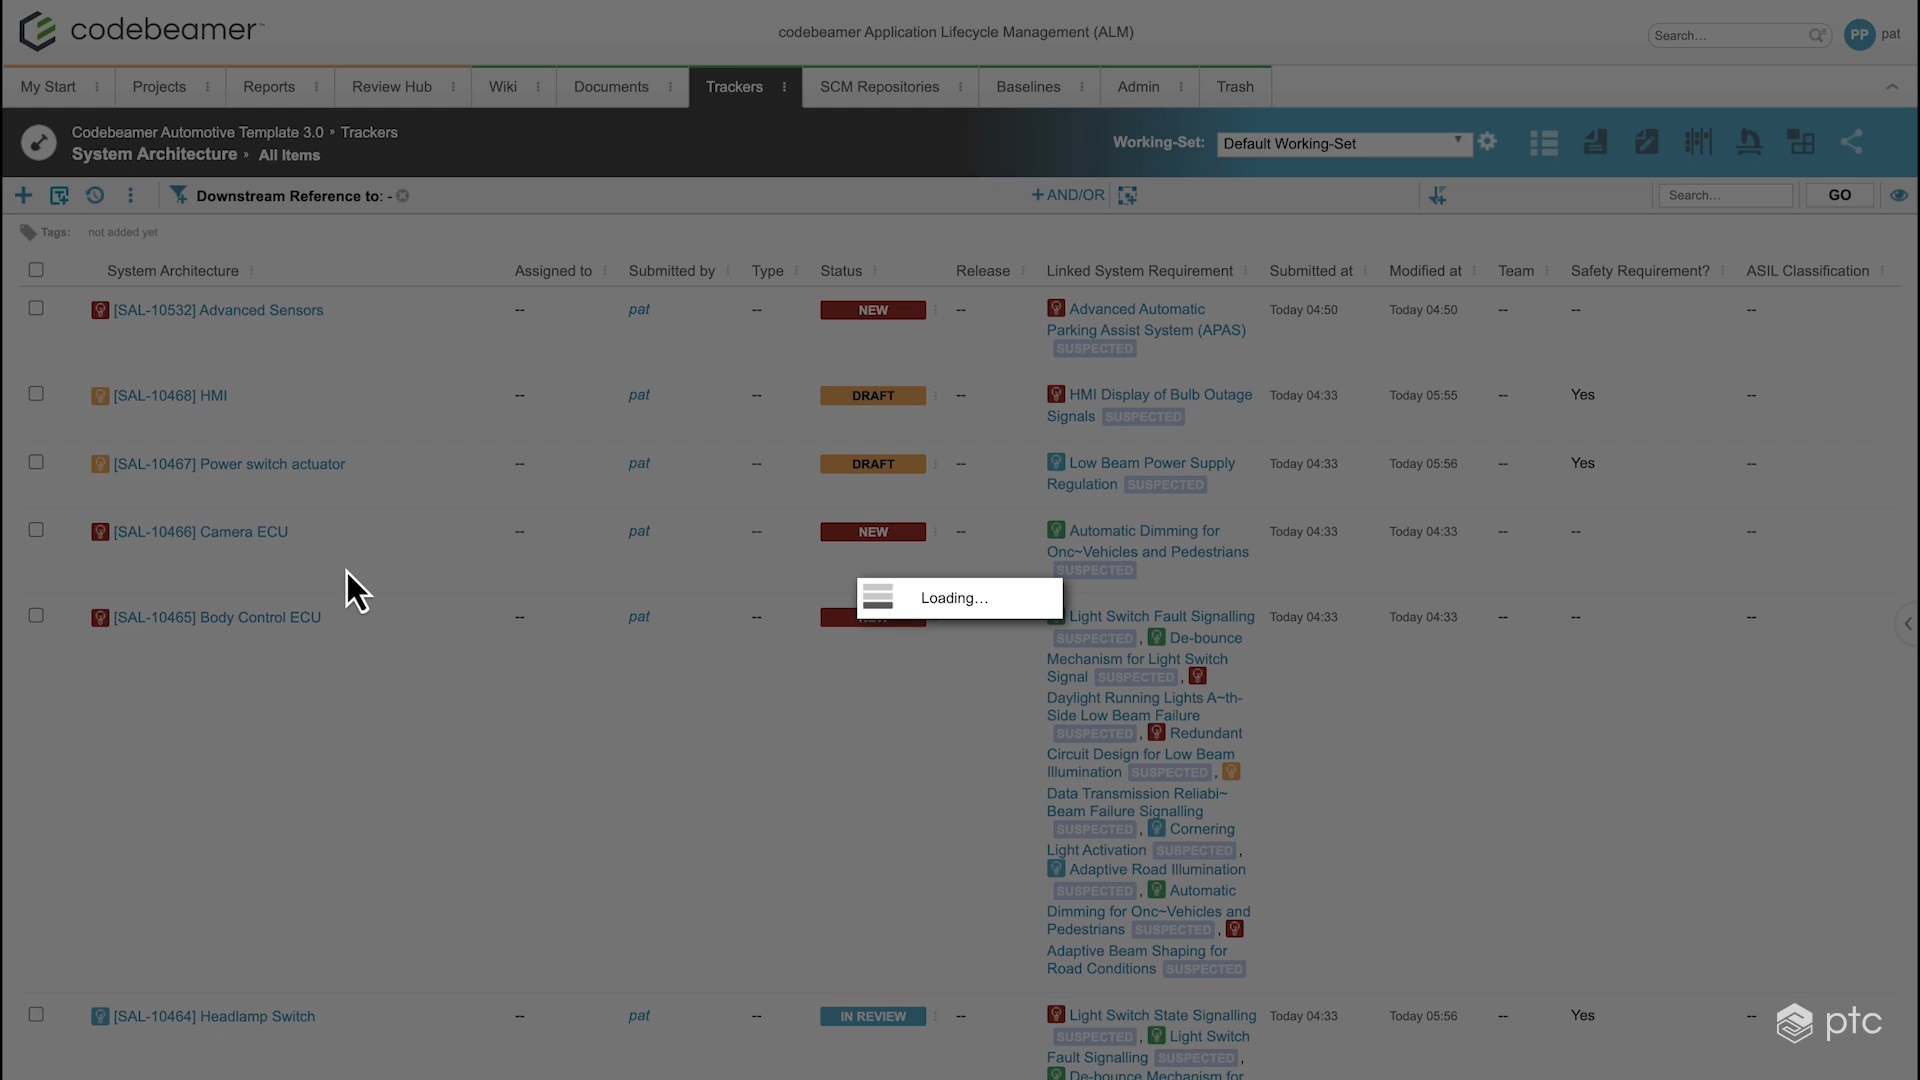 codebeamer
codebeamer Application Lifecycle Management (ALM)
Search...
PP pat
My Start Projects Reports Review Hub Wiki Documents Trackers SCM Repositories Baselines Admin Trash
Codebeamer Automotive Template 3.0 » Trackers
System Architecture » All Items
Working-Set: Default Working-Set
Downstream Reference to: -
+AND/OR
Search...
GO
Tags: not added yet
System Architecture Assigned to Submitted by Type Status Release Linked System Requirement Submitted at Modified at Team Safety Requirement? ASIL Classification
[SAL-10532] Advanced Sensors -- pat -- NEW -- Advanced Automatic Today 04:50 Today 04:50 -- -- --
Parking Assist System (APAS)
SUSPECTED
[SAL-10468] HMI -- pat -- DRAFT -- HMI Display of Bulb Outage Today 04:33 Today 05:55 -- Yes --
Signals SUSPECTED
[SAL-10467] Power switch actuator -- pat -- DRAFT -- Low Beam Power Supply Today 04:33 Today 05:56 -- Yes --
Regulation SUSPECTED
[SAL-10466] Camera ECU -- pat -- NEW -- Automatic Dimming for Today 04:33 Today 04:33 -- -- --
Onc~Vehicles and Pedestrians
SUSPECTED
Loading...
[SAL-10465] Body Control ECU -- pat -- -- Light Switch Fault Signalling Today 04:33 Today 04:33 -- -- --
SUSPECTED , De-bounce
Mechanism for Light Switch
Signal SUSPECTED ,
Daylight Running Lights A~th-
Side Low Beam Failure
SUSPECTED , Redundant
Circuit Design for Low Beam
Illumination SUSPECTED ,
Data Transmission Reliabi~
Beam Failure Signalling
SUSPECTED , Cornering
Light Activation SUSPECTED ,
Adaptive Road Illumination
SUSPECTED , Automatic
Dimming for Onc~Vehicles and
Pedestrians SUSPECTED ,
Adaptive Beam Shaping for
Road Conditions SUSPECTED
[SAL-10464] Headlamp Switch -- pat -- IN REVIEW -- Light Switch State Signalling Today 04:33 Today 05:56 -- Yes --
SUSPECTED , Light Switch
Fault Signalling SUSPECTED ,
De-bounce Mechanism for
ptc